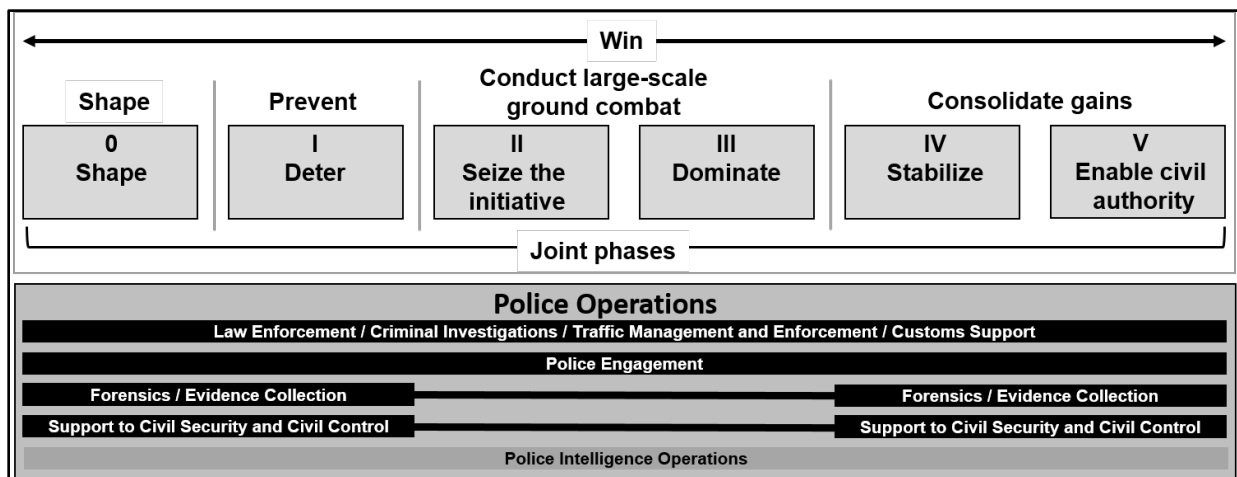 Win
Shape
Prevent
Conduct large-scale
ground combat
Consolidate gains
0
Shape
I
Deter
II
Seize the
initiative
III
Dominate
IV
Stabilize
V
Enable civil
authority
Joint phases
Police Operations
Law Enforcement / Criminal Investigations / Traffic Management and Enforcement / Customs Support
Police Engagement
Forensics / Evidence Collection
Forensics / Evidence Collection
Support to Civil Security and Civil Control
Support to Civil Security and Civil Control
Police Intelligence Operations